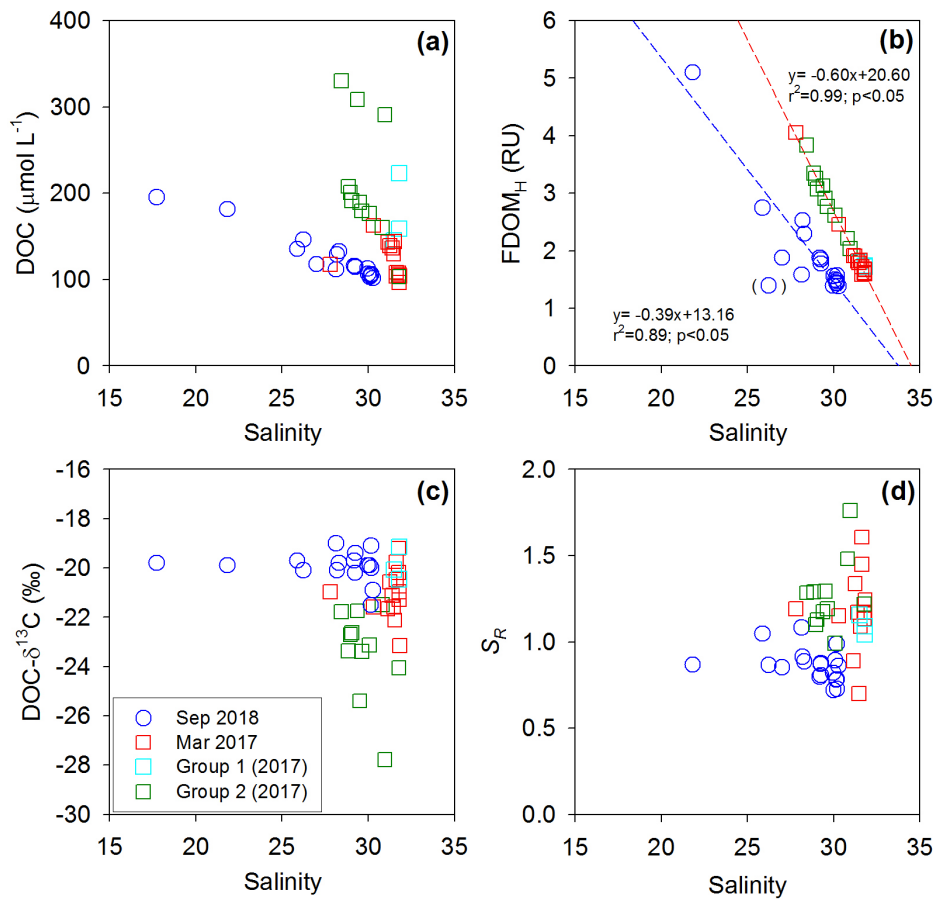 (a)
400
300
200
100
0
DOC (μmol L⁻¹)
15 20 25 30 35
Salinity
(b)
6
5
4
3
2
1
0
FDOM_H (RU)
y= -0.60x+20.60
r²=0.99; p<0.05
( )
y= -0.39x+13.16
r²=0.89; p<0.05
15 20 25 30 35
Salinity
(c)
-16
-18
-20
-22
-24
-26
-28
-30
DOC-δ¹³C (‰)
Sep 2018
Mar 2017
Group 1 (2017)
Group 2 (2017)
15 20 25 30 35
Salinity
(d)
2.0
1.5
1.0
0.5
0.0
S_R
15 20 25 30 35
Salinity